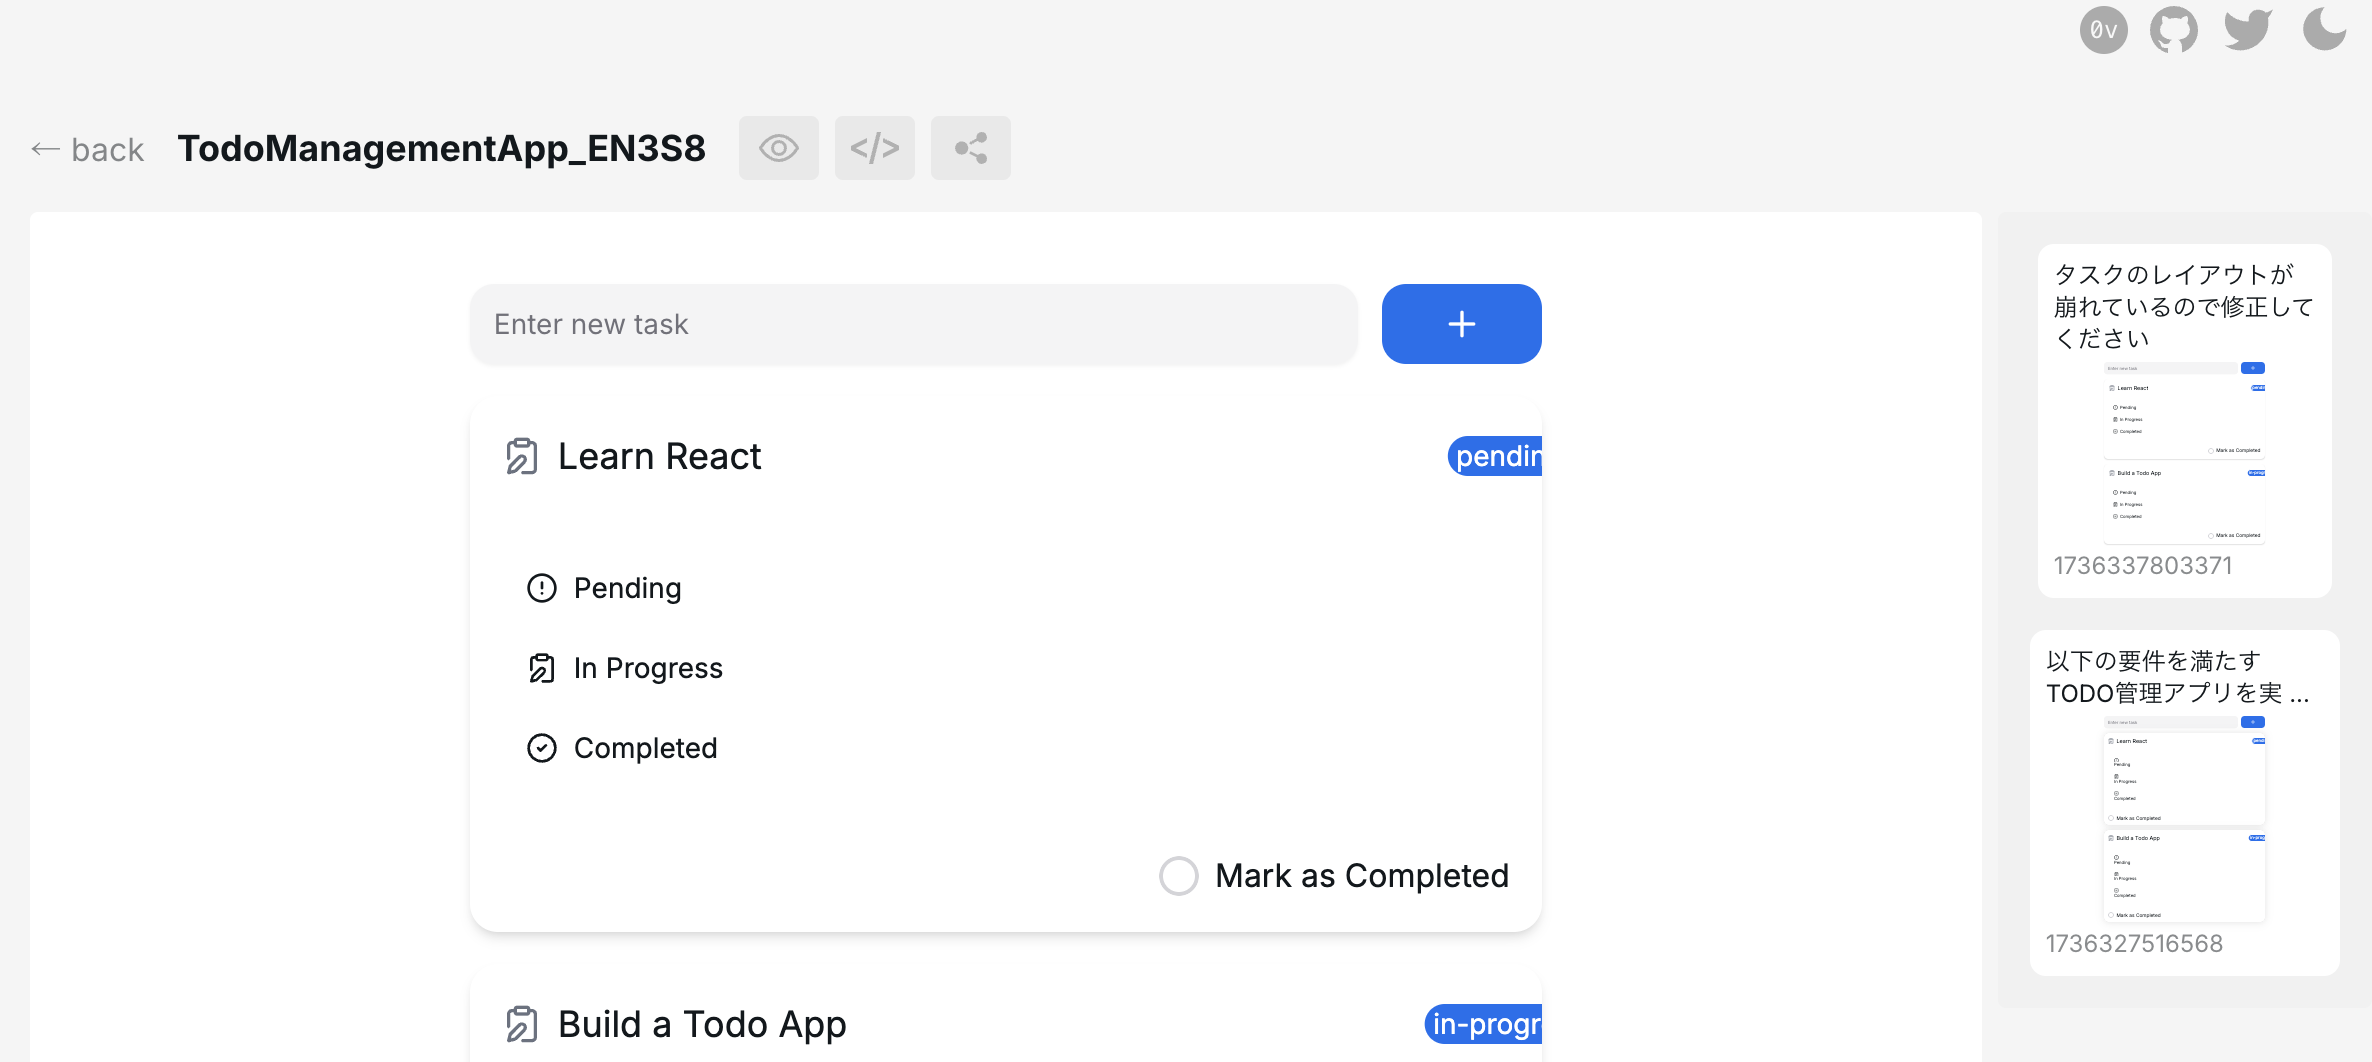 0v
← back
TodoManagementApp_EN3S8
</>
Enter new task
+
Learn React
pendin
Pending
In Progress
Completed
Mark as Completed
Build a Todo App
in-progr
タスクのレイアウトが
崩れているので修正して
ください
Enter new task
Learn React
Pending
In Progress
Completed
Mark as Completed
Build a Todo App
Pending
In Progress
Completed
Mark as Completed
1736337803371
以下の要件を満たす
TODO管理アプリを実 ...
Enter new task
Learn React
Pending
In Progress
Completed
Mark as Completed
Build a Todo App
Pending
In Progress
Completed
Mark as Completed
1736327516568